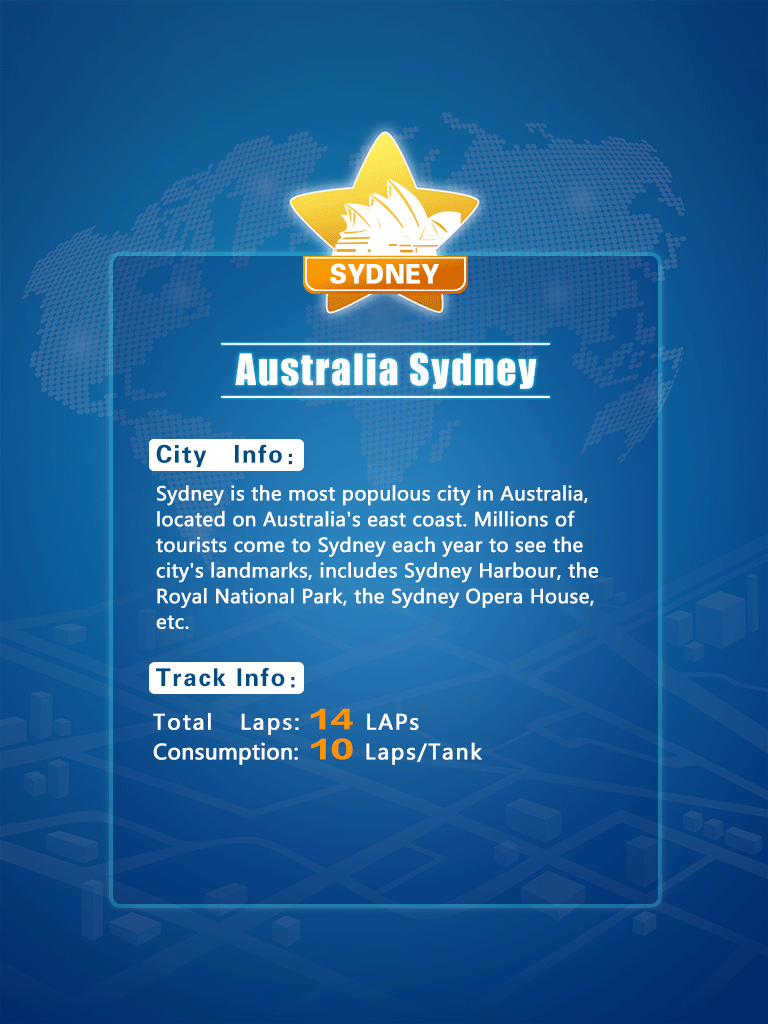 SYDNEY
Australia Sydney
City Info:
Sydney is the most populous city in Australia,
located on Australia's east coast. Millions of
tourists come to Sydney each year to see the
city's landmarks, includes Sydney Harbour, the
Royal National Park, the Sydney Opera House,
etc.
Track Info:
Total Laps: 14 LAPs
Consumption: 10 Laps/Tank